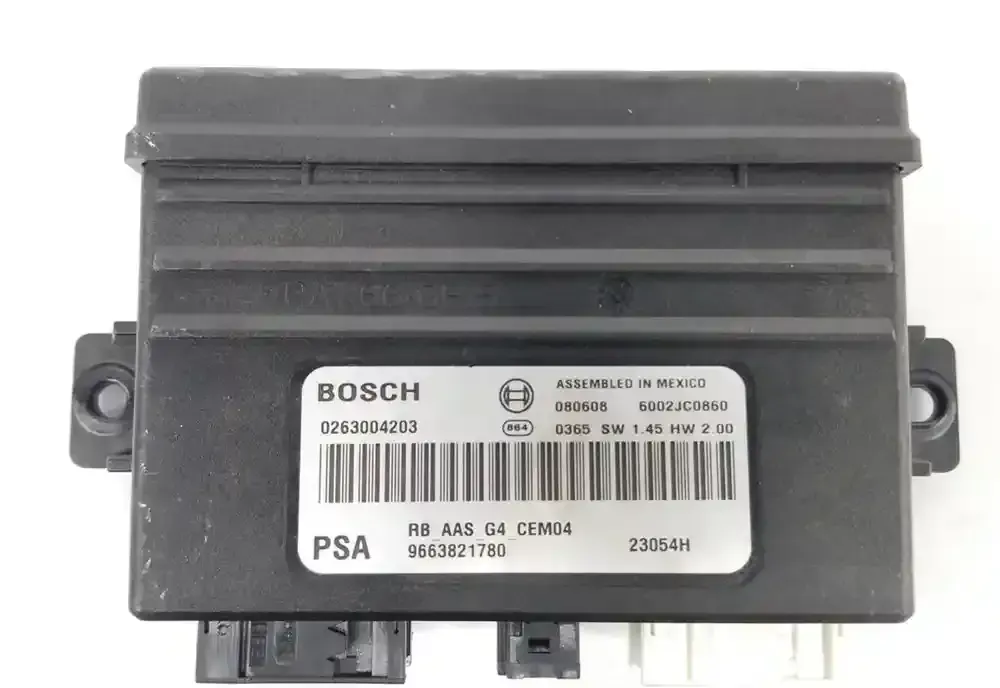 BOSCH
ASSEMBLED IN MEXICO
080608 6002JC0860
0263004203
864
0365 SW 1.45 HW 2.00
RB_AAS_G4_CEM04
PSA
9663821780
23054H